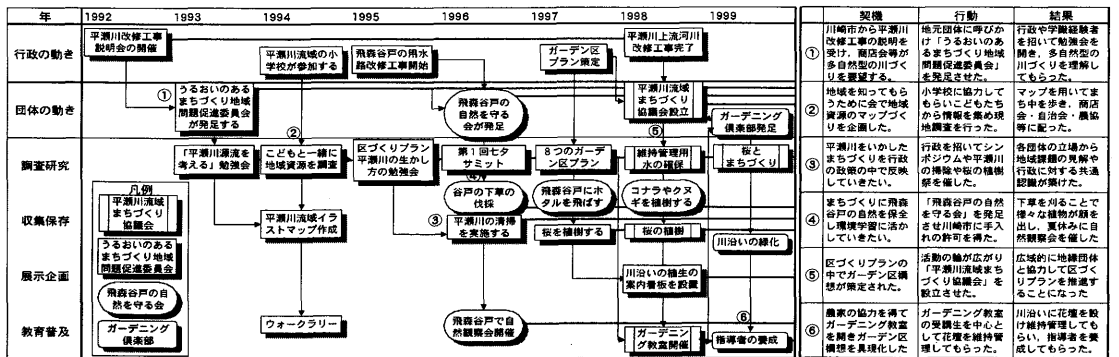 年
1992
1993
1994
1995
1996
1997
1998
1999
行政の動き
平瀬川改修工事
説明会の開催
平瀬川流域の小
学校が参加する
飛森谷戸の用水
路改修工事開始
ガーデン区
プラン策定
平瀬川上流河川
改修工事完了
団体の動き
①
うるおいのある
まちづくり地域
問題促進委員会
が発足する
飛森谷戸の
自然を守る
会が発足
平瀬川流域
まちづくり
協議会設立
ガーデニング
倶楽部発足
調査研究
「平瀬川源流を
考える」勉強会
②
こどもと一緒に
地域資源を調査
区づくりプラン
平瀬川の生かし
方の勉強会
第1回七夕
サミット
8つのガー
デン区プラン
⑤
維持管理用
水の確保
桜と
まちづくり
収集保存
平瀬川流域イラ
ストマップ作成
④
谷戸の下草の
伐採
③
平瀬川の清掃
を実施する
飛森谷戸にホ
タルを飛ばす
桜を植樹する
コナラやクヌ
ギを植樹する
桜の植樹
川沿いの緑化
展示企画
川沿いの植生の
案内看板を設置
教育普及
ウォークラリー
飛森谷戸で自
然観察会開催
ガーデニン
グ教室開催
⑥
指導者の養成
凡例
平瀬川流域
まちづくり
協議会
うるおいのある
まちづくり地域
問題促進委員会
飛森谷戸の自
然を守る会
ガーデニング
倶楽部
契機
行動
結果
①
川崎市から平瀬川
改修工事の説明を
受け、商店会等が
多自然型の川づく
りを要望する。
地元団体に呼びか
け「うるおいのあ
るまちづくり地域
問題促進委員会」
を発足させた。
行政や学識経験者
を招いて勉強会を
開き、多自然型の
川づくりを理解し
てもらった。
②
地域を知ってもら
うために会で地域
資源のマップづく
りを企画した。
小学校に協力して
もらいこどもたち
から情報を集め現
地調査を行った。
マップを用いてま
ち中を歩き、商店
会・自治会・農協
等に配った。
③
平瀬川をいかした
まちづくりを行政
の政策の中で反映
していきたい。
行政を招いてシン
ポジウムや平瀬川
の掃除や桜の植樹
祭を催した。
各団体の立場から
地域課題の見解や
行政に対する共通
認識が築けた。
④
まちづくりに飛森
谷戸の自然を保全
し環境学習に活か
していきたい。
「飛森谷戸の自然
を守る会」を発足
させ川崎市に手入
れの許可を得た。
下草を刈ることで
様々な植物が顔を
出し、夏休みに自
然観察会を催した
⑤
区づくりプランの
中でガーデン区構
想が策定された。
活動の輪が広がり
「平瀬川流域まち
づくり協議会」を
設立させた。
広域的に地縁団体
と協力して区づく
りプランを推進す
ることになった
⑥
農家の協力を得て
ガーデニング教室
を開きガーデン区
構想を具現化した
ガーデニング教室
の受講生を中心と
して花壇を維持管
理してもらった。
川沿いに花壇を設
け維持管理しても
らい、指導者を養
成してもらった。